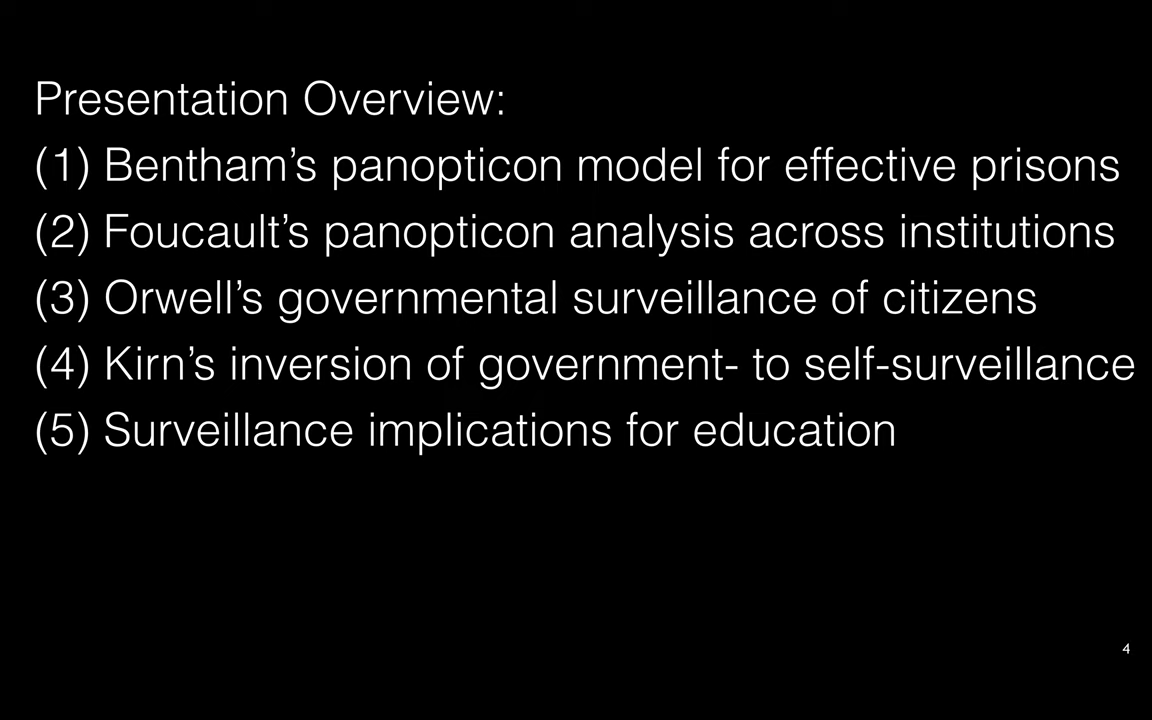 Presentation Overview:
(1) Bentham’s panopticon model for effective prisons
(2) Foucault’s panopticon analysis across institutions
(3) Orwell’s governmental surveillance of citizens
(4) Kirn’s inversion of government- to self-surveillance
(5) Surveillance implications for education
4